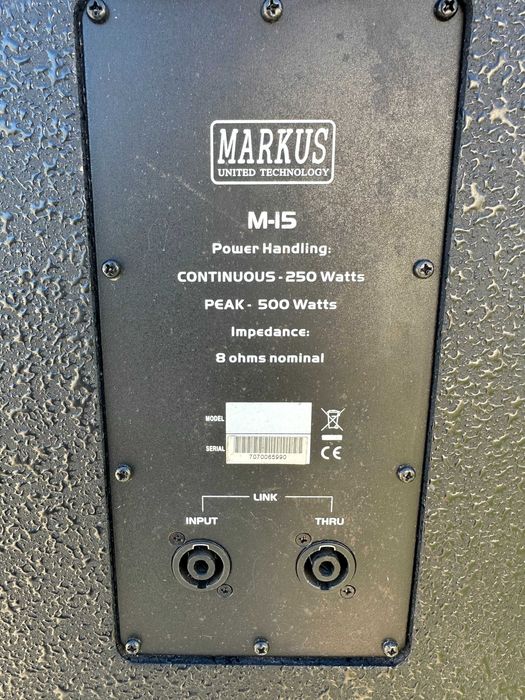 MARKUS
UNITED TECHNOLOGY
M-15
Power Handling:
CONTINUOUS - 250 Watts
PEAK - 500 Watts
Impedance:
8 ohms nominal
MODEL
SERIAL
7070065990
CE
LINK
INPUT THRU